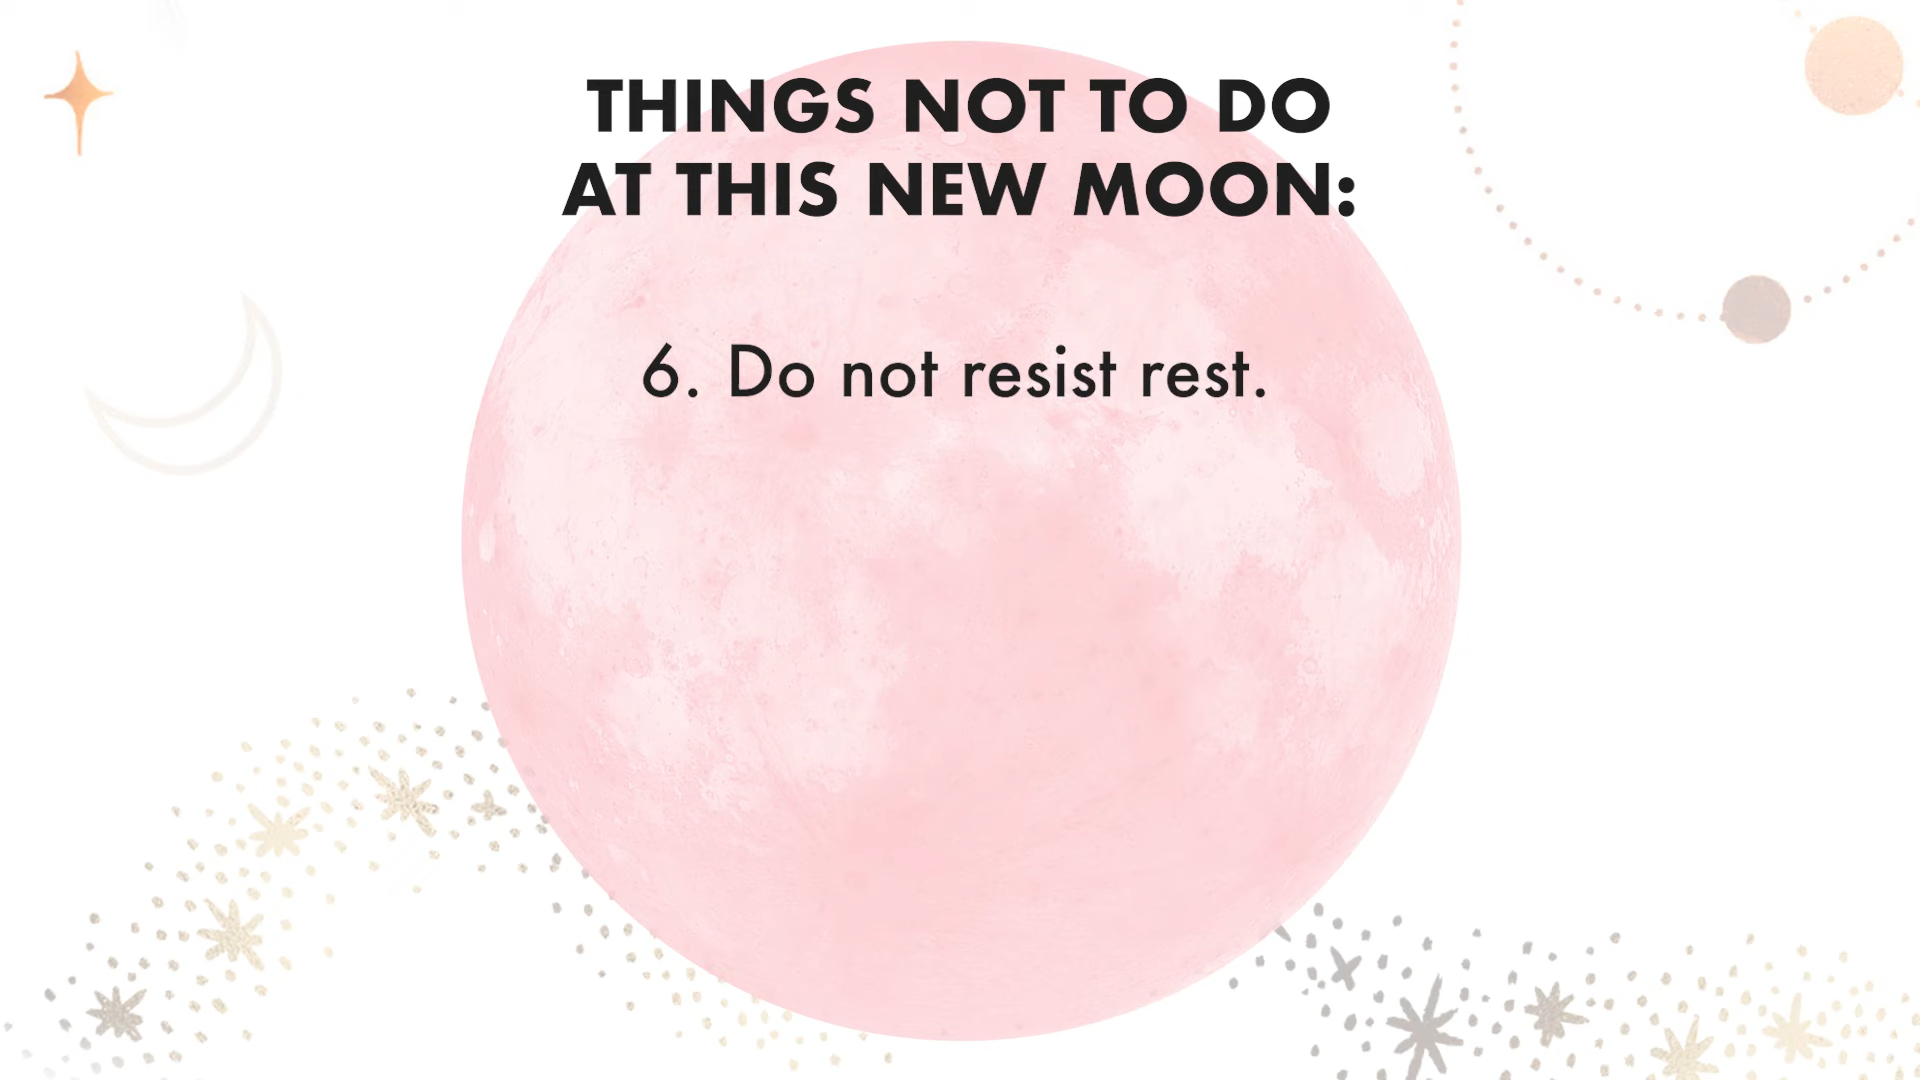 THINGS NOT TO DO
AT THIS NEW MOON:
6. Do not resist rest.